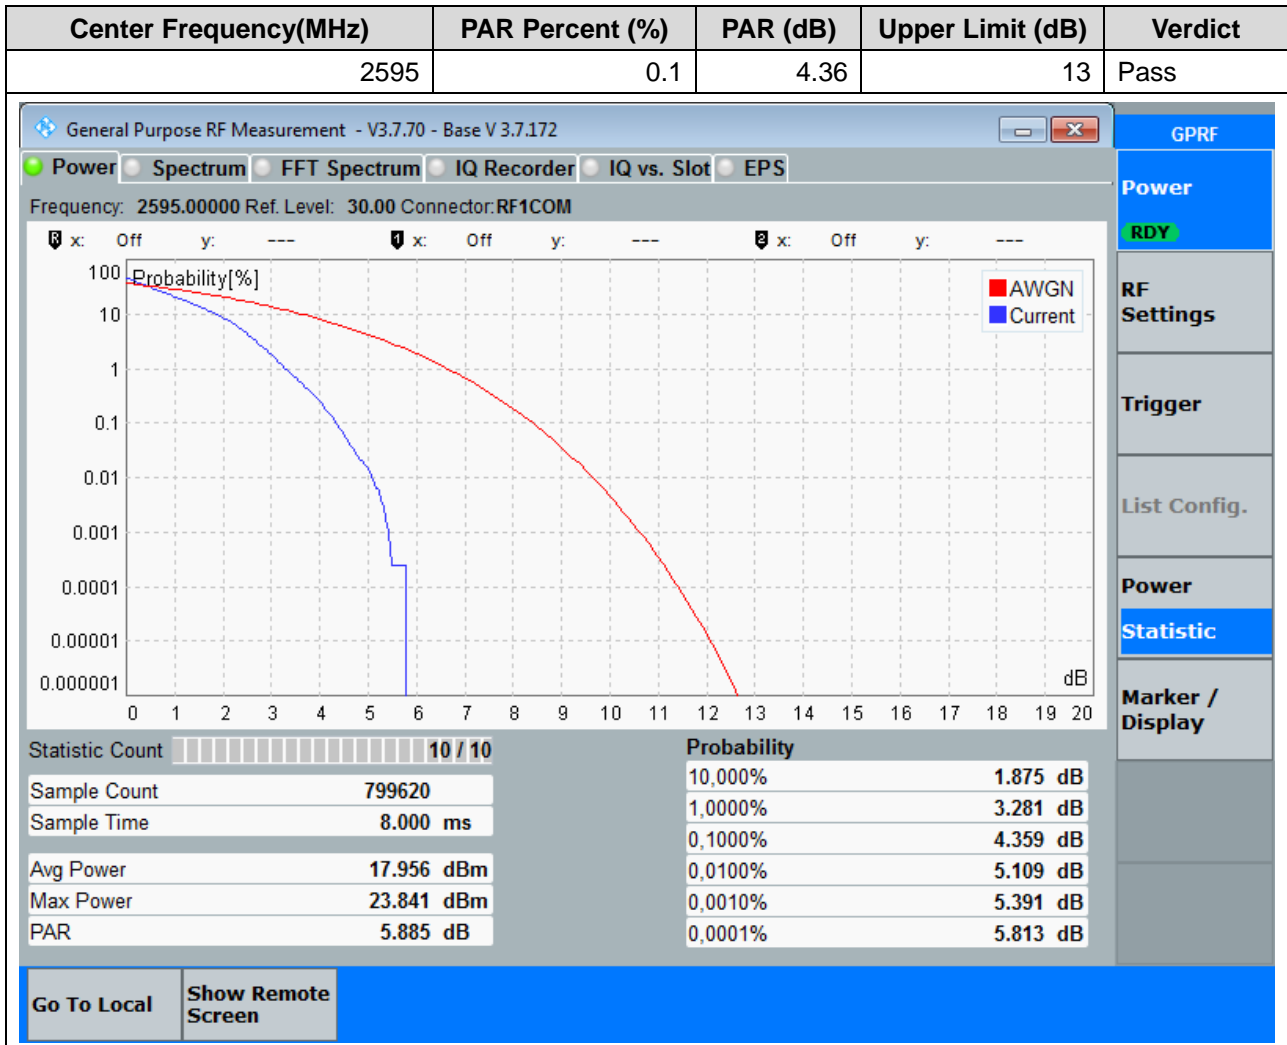 Center Frequency(MHz) PAR Percent (%) PAR (dB) Upper Limit (dB) Verdict
2595 0.1 4.36 13 Pass
General Purpose RF Measurement - V3.7.70 - Base V 3.7.172
GPRF
Power Spectrum FFT Spectrum IQ Recorder IQ vs. Slot EPS
Frequency: 2595.00000 Ref. Level: 30.00 Connector:RF1COM
Power
RDY
R x: Off y: --- 1 x: Off y: --- 2 x: Off y: ---
Probability[%]
AWGN
Current
100
10
1
0.1
0.01
0.001
0.0001
0.00001
0.000001
dB
0 1 2 3 4 5 6 7 8 9 10 11 12 13 14 15 16 17 18 19 20
RF
Settings
Trigger
List Config.
Power
Statistic
Marker /
Display
Statistic Count 10 / 10
Sample Count 799620
Sample Time 8.000 ms
Avg Power 17.956 dBm
Max Power 23.841 dBm
PAR 5.885 dB
Probability
10,000% 1.875 dB
1,0000% 3.281 dB
0,1000% 4.359 dB
0,0100% 5.109 dB
0,0010% 5.391 dB
0,0001% 5.813 dB
Go To Local
Show Remote
Screen